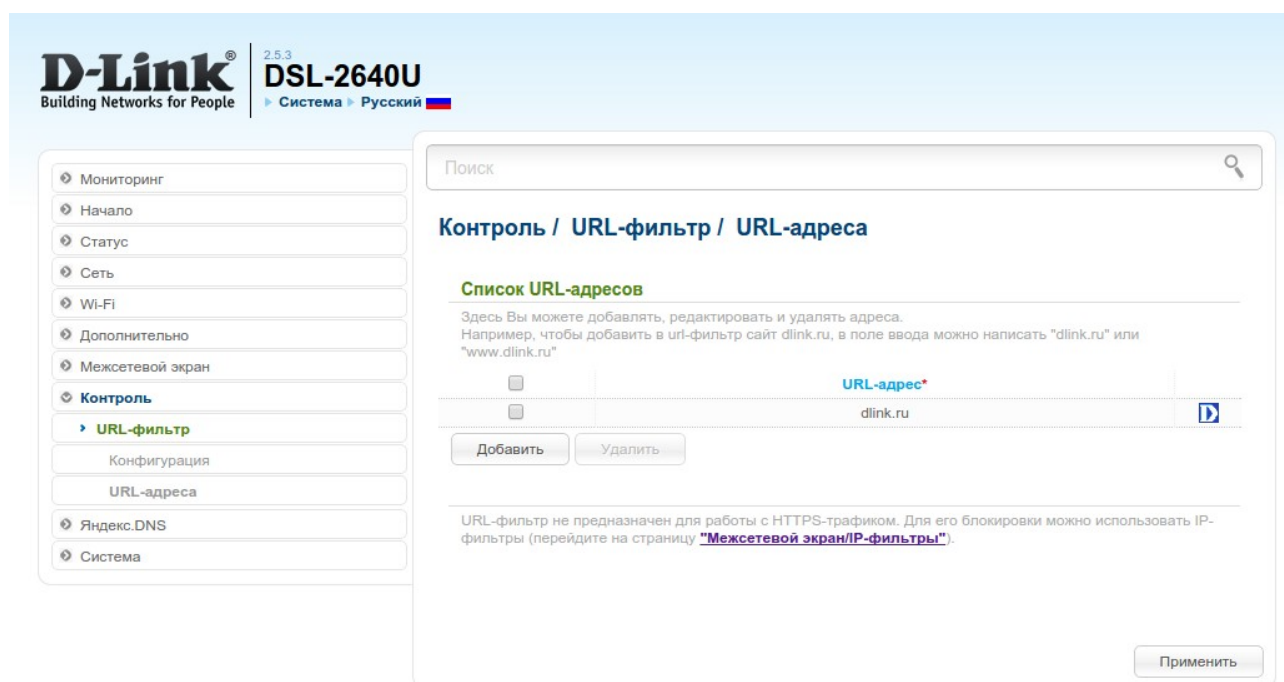 D-Link®
Building Networks for People
2.5.3
DSL-2640U
Система Русский
Мониторинг
Начало
Статус
Сеть
Wi-Fi
Дополнительно
Межсетевой экран
Контроль
URL-фильтр
Конфигурация
URL-адреса
Яндекс.DNS
Система
Поиск
Контроль / URL-фильтр / URL-адреса
Список URL-адресов
Здесь Вы можете добавлять, редактировать и удалять адреса.
Например, чтобы добавить в url-фильтр сайт dlink.ru, в поле ввода можно написать "dlink.ru" или
"www.dlink.ru"
URL-адрес*
dlink.ru
D
Добавить Удалить
URL-фильтр не предназначен для работы с HTTPS-трафиком. Для его блокировки можно использовать IP-
фильтры (перейдите на страницу "Межсетевой экран/IP-фильтры").
Применить